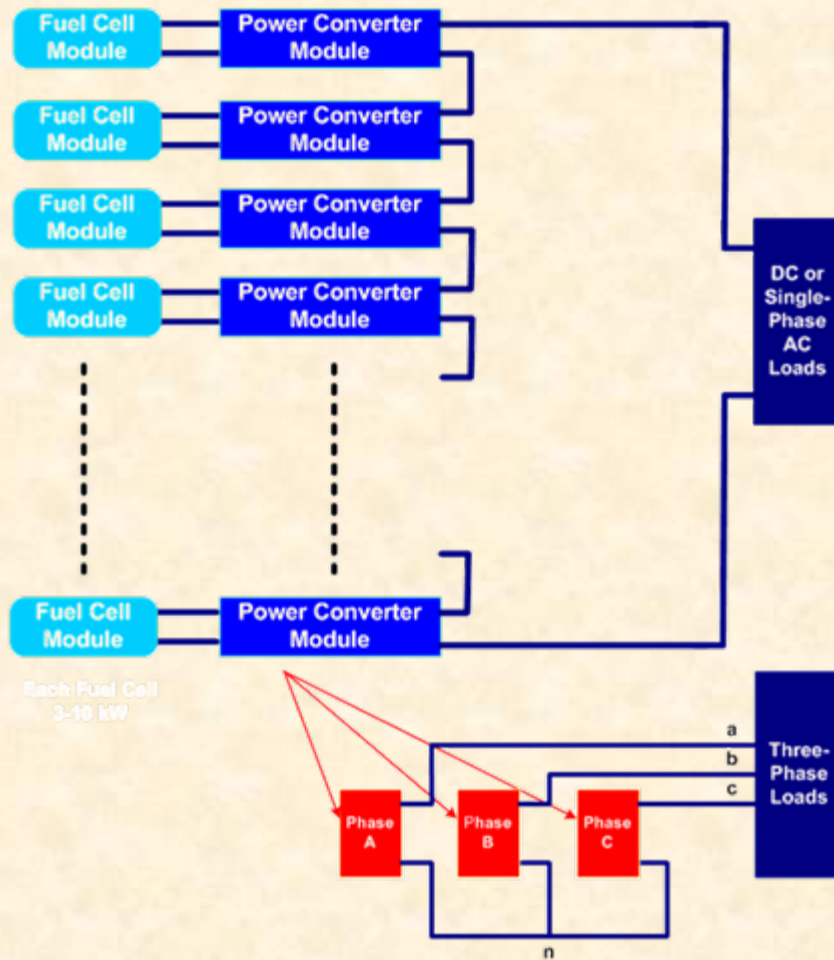 Fuel Cell
Module
Power Converter
Module
Fuel Cell
Module
Power Converter
Module
Fuel Cell
Module
Power Converter
Module
Fuel Cell
Module
Power Converter
Module
DC or
Single-
Phase
AC
Loads
Fuel Cell
Module
Power Converter
Module
Each Fuel Cell
3-10 kW
a
b
c
Three-
Phase
Loads
Phase
A
Phase
B
Phase
C
n